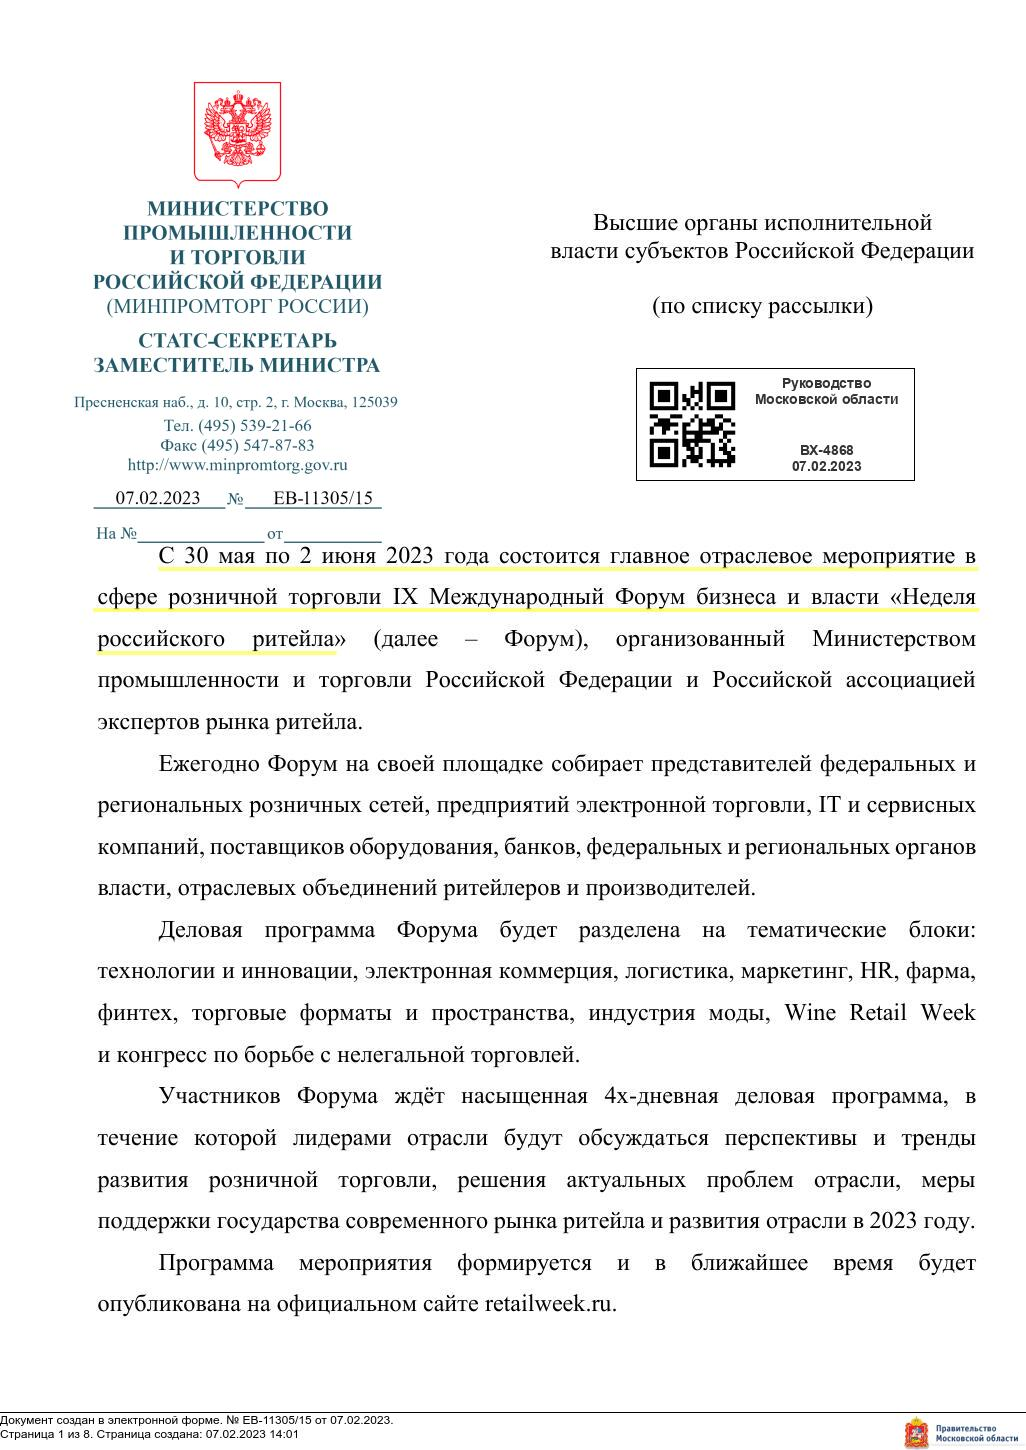 МИНИСТЕРСТВО
ПРОМЫШЛЕННОСТИ
И ТОРГОВЛИ
РОССИЙСКОЙ ФЕДЕРАЦИИ
(МИНПРОМТОРГ РОССИИ)
СТАТС-СЕКРЕТАРЬ
ЗАМЕСТИТЕЛЬ МИНИСТРА
Пресненская наб., д. 10, стр. 2, г. Москва, 125039
Тел. (495) 539-21-66
Факс (495) 547-87-83
http://www.minpromtorg.gov.ru
07.02.2023 № ЕВ-11305/15
На № от
Высшие органы исполнительной
власти субъектов Российской Федерации
(по списку рассылки)
Руководство
Московской области
ВХ-4868
07.02.2023
С 30 мая по 2 июня 2023 года состоится главное отраслевое мероприятие в
сфере розничной торговли IX Международный Форум бизнеса и власти «Неделя
российского ритейла» (далее – Форум), организованный Министерством
промышленности и торговли Российской Федерации и Российской ассоциацией
экспертов рынка ритейла.
Ежегодно Форум на своей площадке собирает представителей федеральных и
региональных розничных сетей, предприятий электронной торговли, IT и сервисных
компаний, поставщиков оборудования, банков, федеральных и региональных органов
власти, отраслевых объединений ритейлеров и производителей.
Деловая программа Форума будет разделена на тематические блоки:
технологии и инновации, электронная коммерция, логистика, маркетинг, HR, фарма,
финтех, торговые форматы и пространства, индустрия моды, Wine Retail Week
и конгресс по борьбе с нелегальной торговлей.
Участников Форума ждёт насыщенная 4х-дневная деловая программа, в
течение которой лидерами отрасли будут обсуждаться перспективы и тренды
развития розничной торговли, решения актуальных проблем отрасли, меры
поддержки государства современного рынка ритейла и развития отрасли в 2023 году.
Программа мероприятия формируется и в ближайшее время будет
опубликована на официальном сайте retailweek.ru.
Документ создан в электронной форме. № ЕВ-11305/15 от 07.02.2023.
Страница 1 из 8. Страница создана: 07.02.2023 14:01
Правительство
Московской области